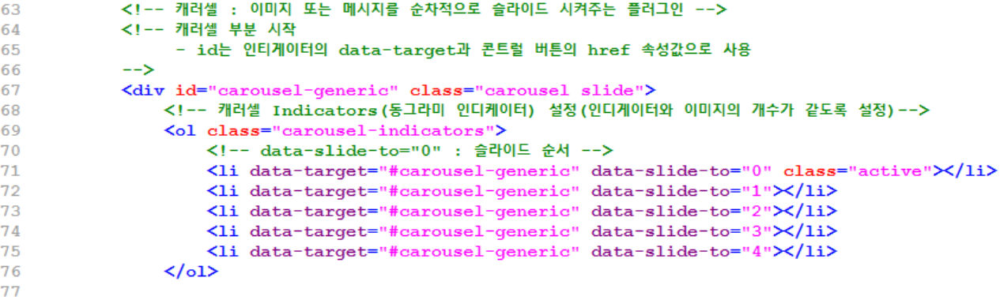 63 <!-- 캐러셀 : 이미지 또는 메시지를 순차적으로 슬라이드 시켜주는 플러그인 -->
64 <!-- 캐러셀 부분 시작
65 - id는 인티게이터의 data-target과 콘트럴 버튼의 href 속성값으로 사용
66 -->
67 <div id="carousel-generic" class="carousel slide">
68 <!-- 캐러셀 Indicators(동그라미 인디케이터) 설정(인디게이터와 이미지의 개수가 같도록 설정)-->
69 <ol class="carousel-indicators">
70 <!-- data-slide-to="0" : 슬라이드 순서 -->
71 <li data-target="#carousel-generic" data-slide-to="0" class="active"></li>
72 <li data-target="#carousel-generic" data-slide-to="1"></li>
73 <li data-target="#carousel-generic" data-slide-to="2"></li>
74 <li data-target="#carousel-generic" data-slide-to="3"></li>
75 <li data-target="#carousel-generic" data-slide-to="4"></li>
76 </ol>
77